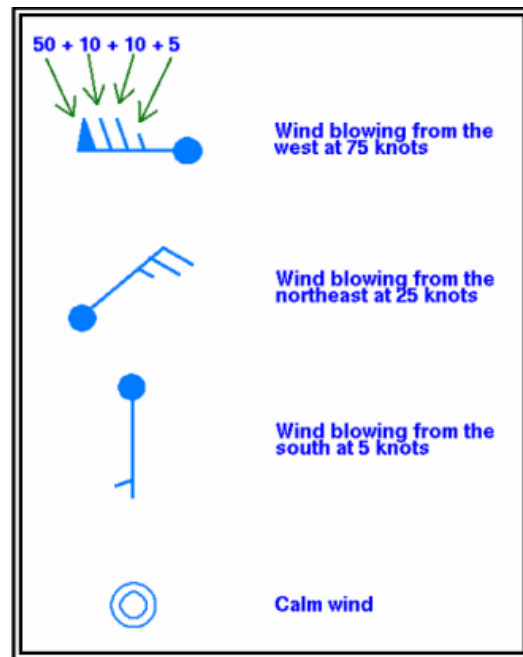 50 + 10 + 10 + 5
Wind blowing from the
west at 75 knots
Wind blowing from the
northeast at 25 knots
Wind blowing from the
south at 5 knots
Calm wind